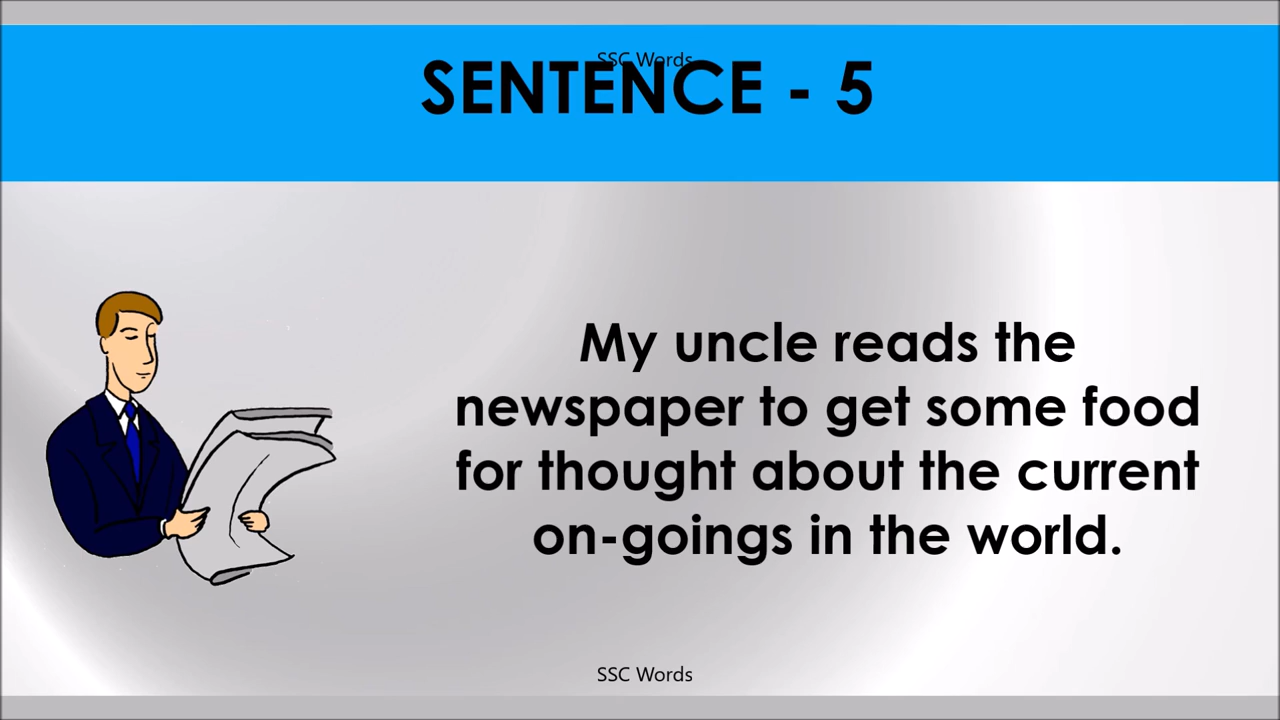 SSC Words
SENTENCE - 5
My uncle reads the
newspaper to get some food
for thought about the current
on-goings in the world.
SSC Words